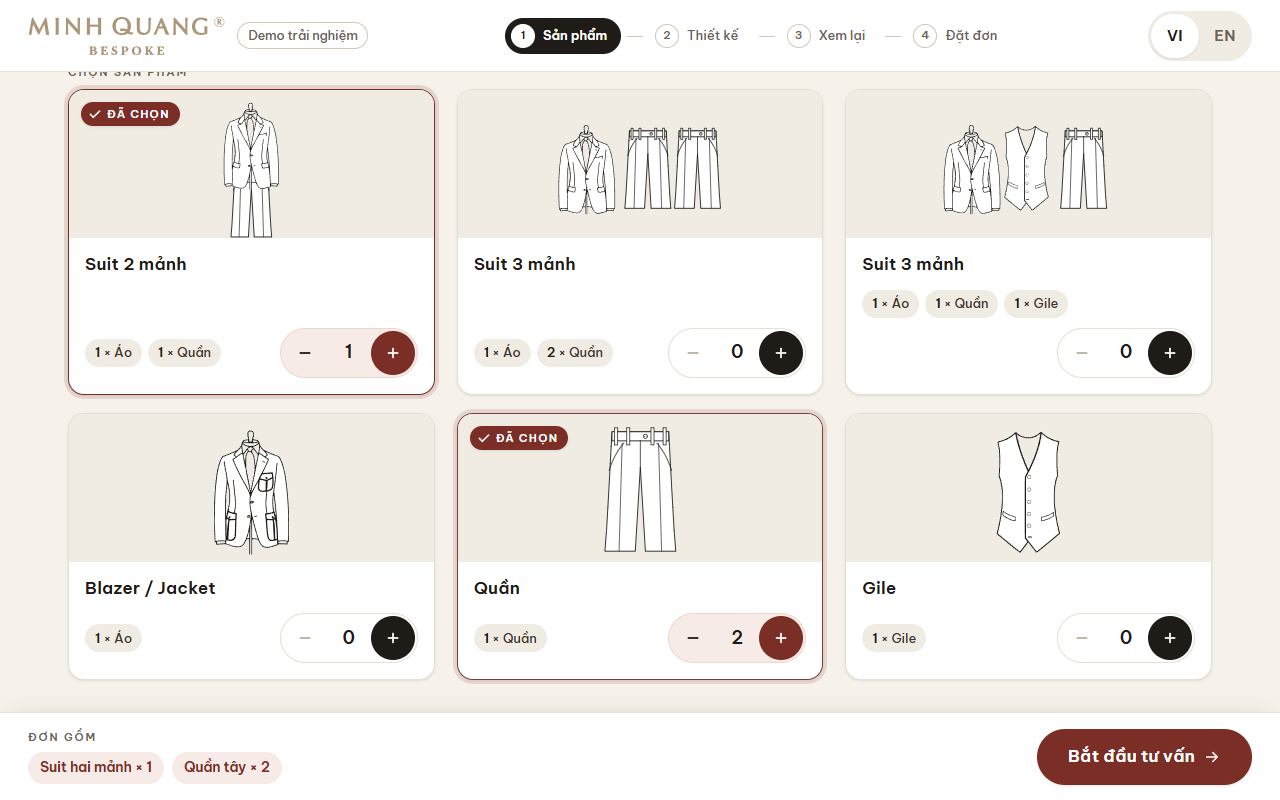 MINH QUANG®
BESPOKE
Demo trải nghiệm
1 Sản phẩm
2 Thiết kế
3 Xem lại
4 Đặt đơn
VI EN
CHỌN SẢN PHẨM
ĐÃ CHỌN
Suit 2 mảnh
1 × Áo 1 × Quần
− 1 +
Suit 3 mảnh
1 × Áo 2 × Quần
− 0 +
Suit 3 mảnh
1 × Áo 1 × Quần 1 × Gile
− 0 +
Blazer / Jacket
1 × Áo
− 0 +
ĐÃ CHỌN
Quần
1 × Quần
− 2 +
Gile
1 × Gile
− 0 +
ĐƠN GỒM
Suit hai mảnh × 1 Quần tây × 2
Bắt đầu tư vấn →